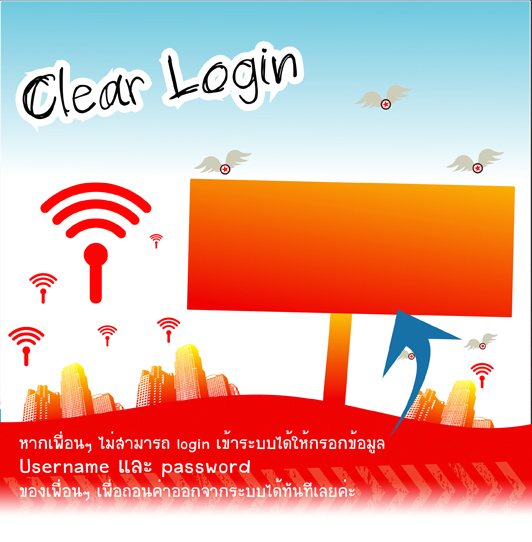 Clear Login
หากเพื่อนๆ ไม่สามารถ login เข้าระบบได้ให้กรอกข้อมูล
Username และ password
ของเพื่อนๆ เพื่อถอนค่าออกจากระบบได้ทันทีเลยค่ะ